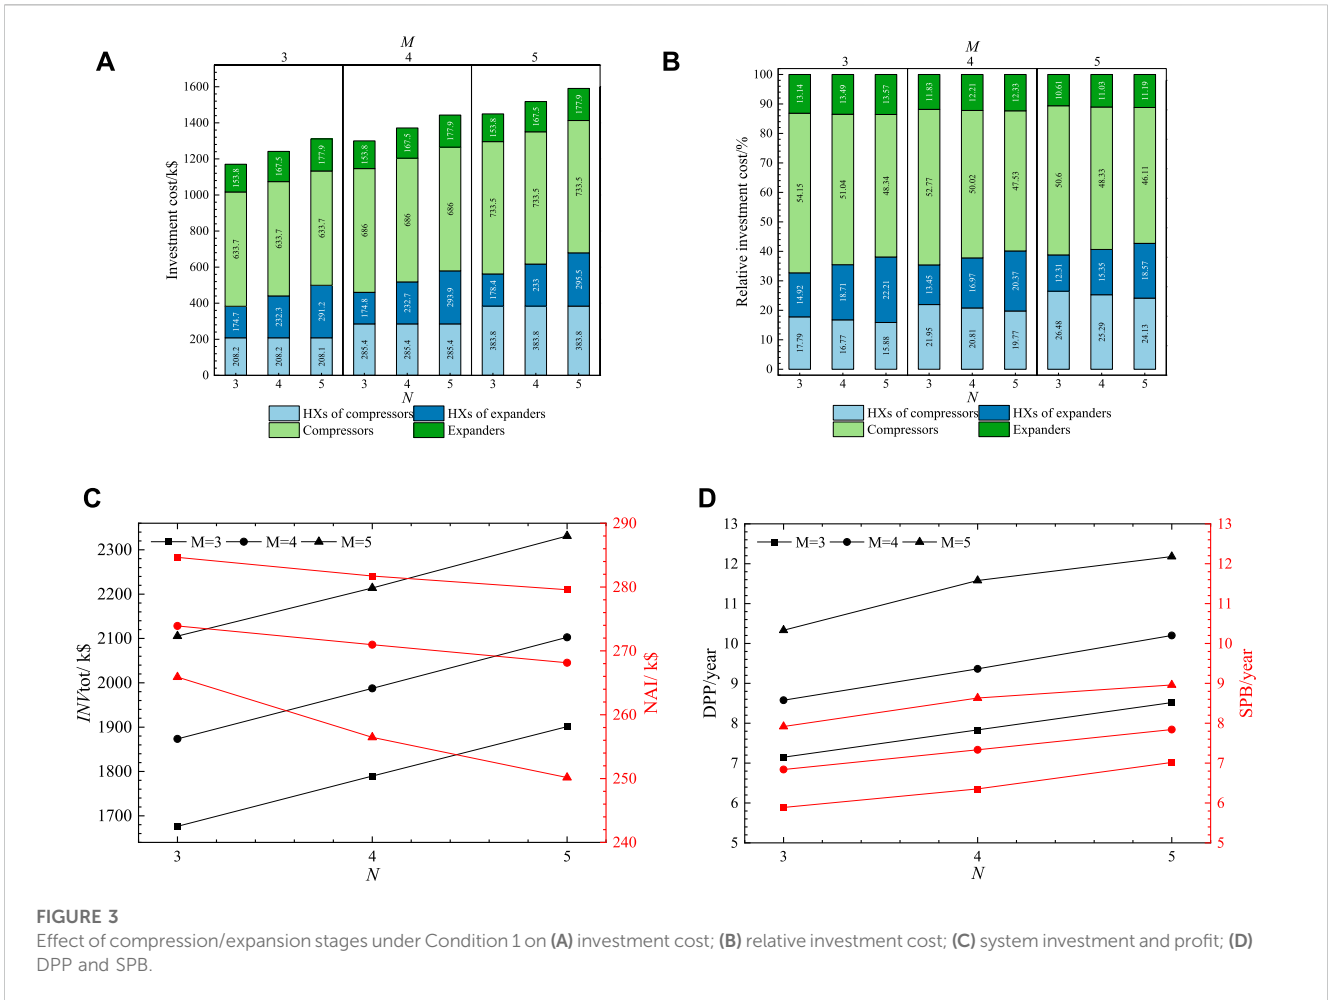 A
M
3 4 5
Investment cost/k$
1600
1400
1200
1000
800
600
400
200
0
153.8 167.5 177.9 153.8 167.5 177.9 153.8 167.5 177.9
633.7 633.7 633.7 686 686 686 733.5 733.5 733.5
174.7 232.3 291.2 174.8 232.7 293.9 178.4 233 295.5
208.2 208.2 208.1 285.4 285.4 285.4 383.8 383.8 383.8
3 4 5 3 4 5 3 4 5
N
HXs of compressors HXs of expanders
Compressors Expanders
B
M
3 4 5
Relative investment cost/%
100
90
80
70
60
50
40
30
20
10
0
13.14 13.49 13.57 11.83 12.21 12.33 10.61 11.03 11.19
54.15 51.04 48.34 52.77 50.02 47.53 50.6 48.33 46.11
14.92 18.71 22.21 13.45 16.97 20.37 12.31 15.35 18.57
17.79 16.77 15.88 21.95 20.81 19.77 26.48 25.29 24.13
3 4 5 3 4 5 3 4 5
N
HXs of compressors HXs of expanders
Compressors Expanders
C
M=3 M=4 M=5
INVtot/ k$
2300
2200
2100
2000
1900
1800
1700
NAI/ k$
290
280
270
260
250
240
3 4 5
N
D
M=3 M=4 M=5
DPP/year
13
12
11
10
9
8
7
6
5
SPB/year
13
12
11
10
9
8
7
6
5
3 4 5
N
FIGURE 3
Effect of compression/expansion stages under Condition 1 on (A) investment cost; (B) relative investment cost; (C) system investment and profit; (D)
DPP and SPB.